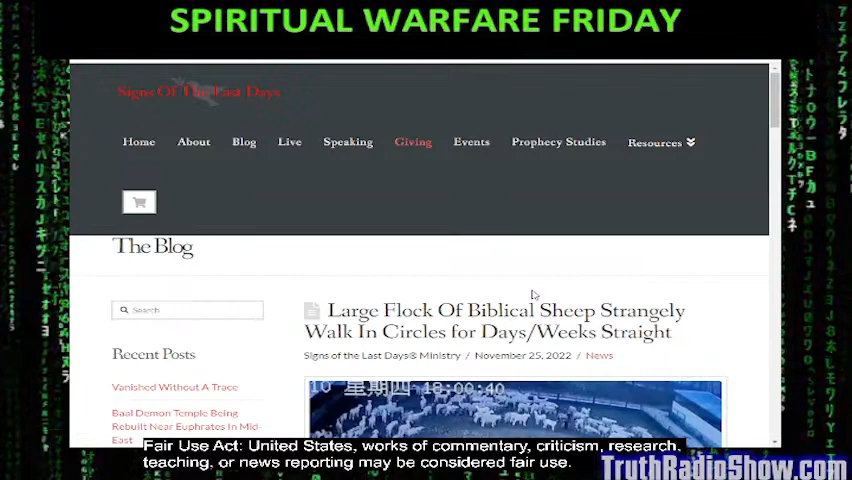 SPIRITUAL WARFARE FRIDAY
Signs Of The Last Days
Home About Blog Live Speaking Giving Events Prophecy Studies Resources
The Blog
Search
Large Flock Of Biblical Sheep Strangely
Walk In Circles for Days/Weeks Straight
Signs of the Last Days® Ministry / November 25, 2022 / News
Recent Posts
Vanished Without A Trace
10 星期四 18:00:40
Baal Demon Temple Being
Rebuilt Near Euphrates In Mid-
East
Fair Use Act: United States, works of commentary, criticism, research,
teaching, or news reporting may be considered fair use.
TruthRadioShow.com